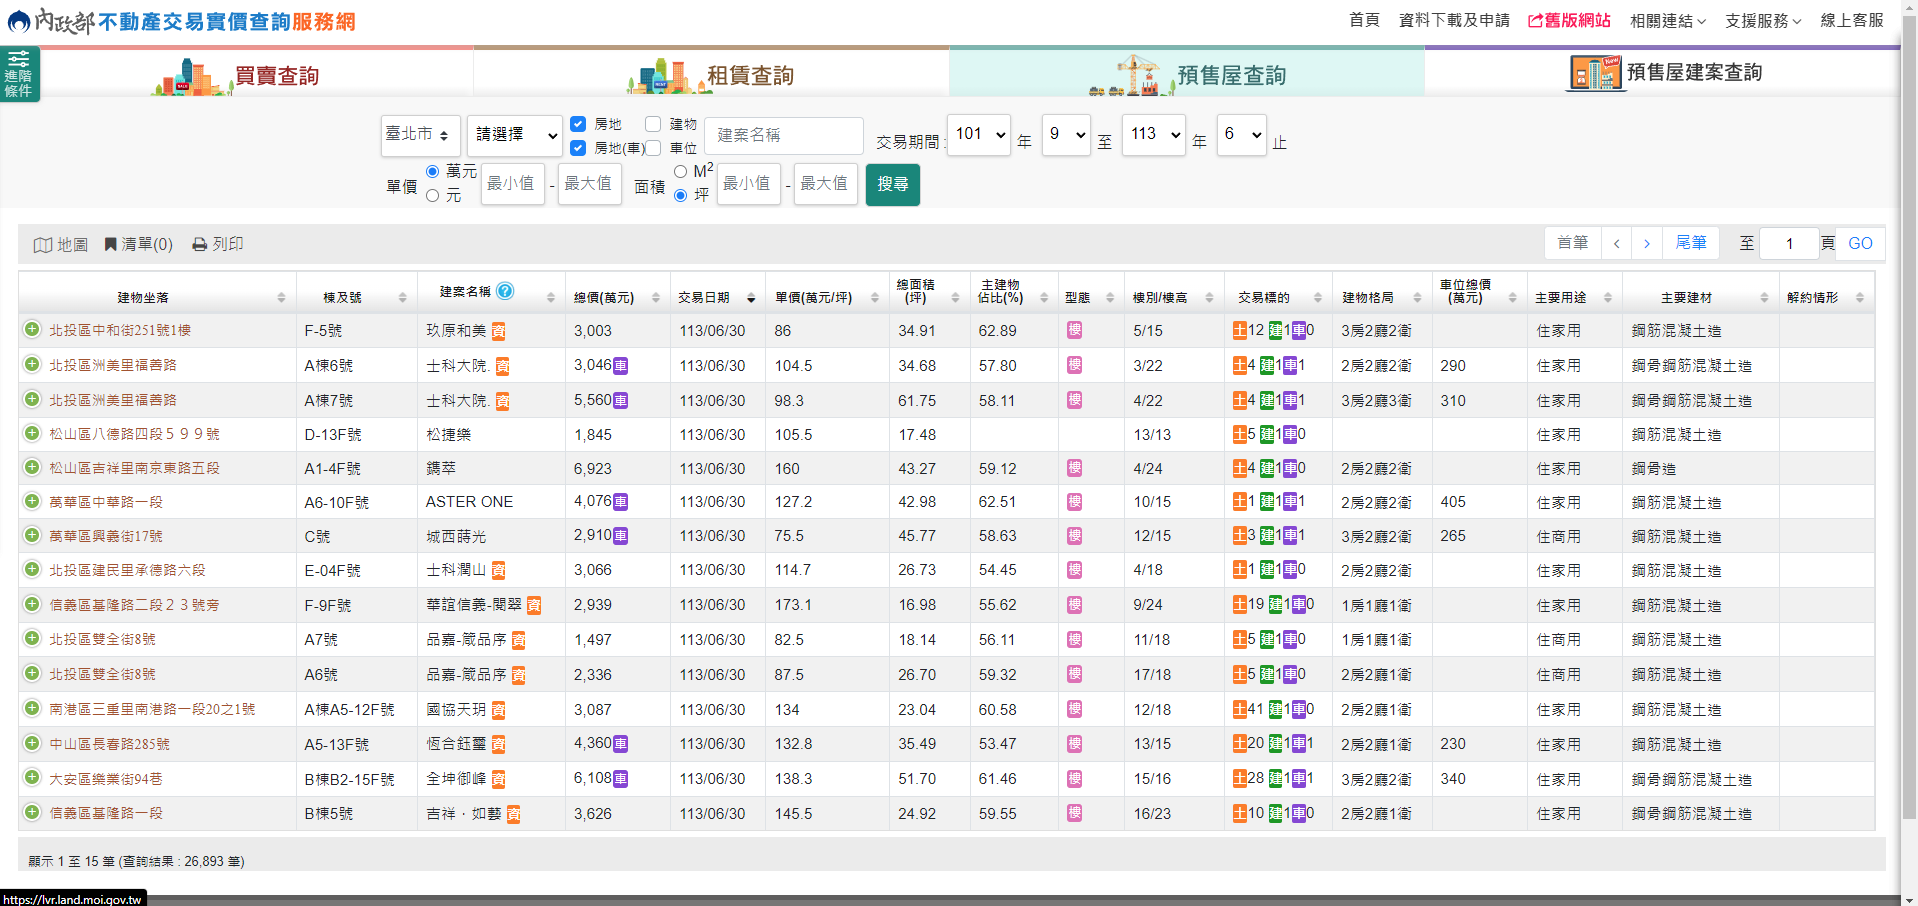 內政部不動產交易實價查詢服務網
首頁 資料下載及申請 舊版網站 相關連結 支援服務 線上客服
進階條件
買賣查詢 租賃查詢 預售屋查詢 預售屋建案查詢
臺北市 請選擇 房地 建物 房地(車) 車位 建案名稱 交易期間: 101 年 9 至 113 年 6 止
單價 萬元 元 最小值 - 最大值 面積 M2 坪 最小值 - 最大值 搜尋
地圖 清單(0) 列印 首筆 ‹ › 尾筆 至 1 頁 GO
建物坐落 棟及號 建案名稱 總價(萬元) 交易日期 單價(萬元/坪) 總面積(坪) 主建物佔比(%) 型態 樓別/樓高 交易標的 建物格局 車位總價(萬元) 主要用途 主要建材 解約情形
北投區中和街251號1樓 F-5號 玖原和美 資 3,003 113/06/30 86 34.91 62.89 樓 5/15 土12 建1車0 3房2廳2衛 住家用 鋼筋混凝土造
北投區洲美里福善路 A棟6號 士科大院. 資 3,046車 113/06/30 104.5 34.68 57.80 樓 3/22 土4 建1車1 2房2廳2衛 290 住家用 鋼骨鋼筋混凝土造
北投區洲美里福善路 A棟7號 士科大院. 資 5,560車 113/06/30 98.3 61.75 58.11 樓 4/22 土4 建1車1 3房2廳3衛 310 住家用 鋼骨鋼筋混凝土造
松山區八德路四段５９９號 D-13F號 松捷樂 1,845 113/06/30 105.5 17.48 13/13 土5 建1車0 住家用 鋼筋混凝土造
松山區吉祥里南京東路五段 A1-4F號 鐫萃 6,923 113/06/30 160 43.27 59.12 樓 4/24 土4 建1車0 2房2廳2衛 住家用 鋼骨造
萬華區中華路一段 A6-10F號 ASTER ONE 4,076車 113/06/30 127.2 42.98 62.51 樓 10/15 土1 建1車1 2房2廳2衛 405 住家用 鋼筋混凝土造
萬華區興義街17號 C號 城西蒔光 2,910車 113/06/30 75.5 45.77 58.63 樓 12/15 土3 建1車1 3房2廳2衛 265 住商用 鋼筋混凝土造
北投區建民里承德路六段 E-04F號 士科潤山 資 3,066 113/06/30 114.7 26.73 54.45 樓 4/18 土1 建1車0 2房2廳2衛 住家用 鋼筋混凝土造
信義區基隆路二段２３號旁 F-9F號 華誼信義-閱翠 資 2,939 113/06/30 173.1 16.98 55.62 樓 9/24 土19 建1車0 1房1廳1衛 住家用 鋼筋混凝土造
北投區雙全街8號 A7號 品嘉-箴品序 資 1,497 113/06/30 82.5 18.14 56.11 樓 11/18 土5 建1車0 1房1廳1衛 住商用 鋼筋混凝土造
北投區雙全街8號 A6號 品嘉-箴品序 資 2,336 113/06/30 87.5 26.70 59.32 樓 17/18 土5 建1車0 2房2廳1衛 住商用 鋼筋混凝土造
南港區三重里南港路一段20之1號 A棟A5-12F號 國協天玥 資 3,087 113/06/30 134 23.04 60.58 樓 12/18 土41 建1車0 2房2廳1衛 住家用 鋼筋混凝土造
中山區長春路285號 A5-13F號 恆合鈺璽 資 4,360車 113/06/30 132.8 35.49 53.47 樓 13/15 土20 建1車1 2房2廳1衛 230 住家用 鋼筋混凝土造
大安區樂業街94巷 B棟B2-15F號 全坤御峰 資 6,108車 113/06/30 138.3 51.70 61.46 樓 15/16 土28 建1車1 3房2廳2衛 340 住家用 鋼骨鋼筋混凝土造
信義區基隆路一段 B棟5號 吉祥・如藝 資 3,626 113/06/30 145.5 24.92 59.55 樓 16/23 土10 建1車0 2房2廳1衛 住家用 鋼骨鋼筋混凝土造
顯示 1 至 15 筆 (查詢結果 : 26,893 筆)
https://lvr.land.moi.gov.tw